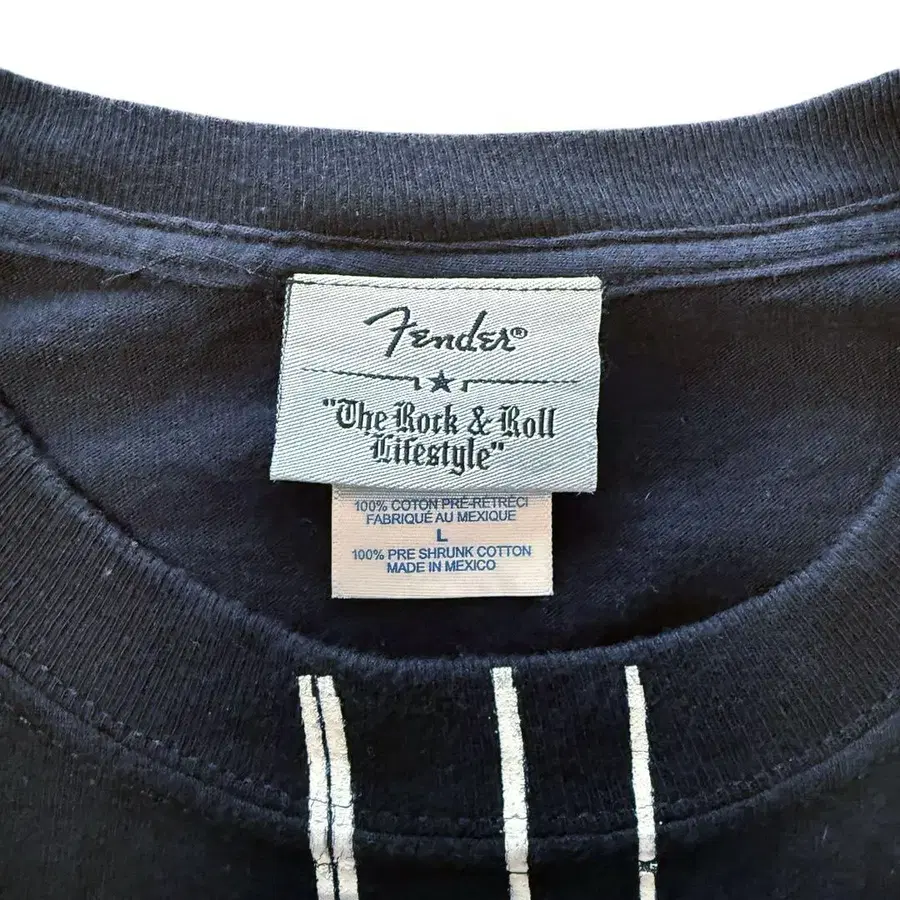 Fender®
"The Rock & Roll
Lifestyle"
100% COTON PRÉ-RÉTRÉCI
FABRIQUÉ AU MEXIQUE
L
100% PRE SHRUNK COTTON
MADE IN MEXICO